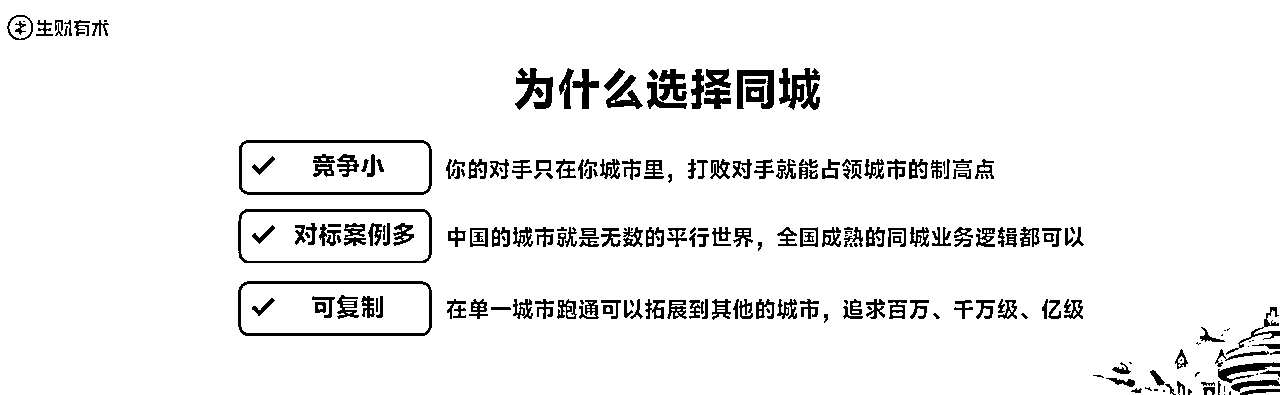 生财有术
为什么选择同城
竞争小
你的对手只在你城市里，打败对手就能占领城市的制高点
对标案例多
中国的城市就是无数的平行世界，全国成熟的同城业务逻辑都可以
可复制
在单一城市跑通可以拓展到其他的城市，追求百万、千万级、亿级